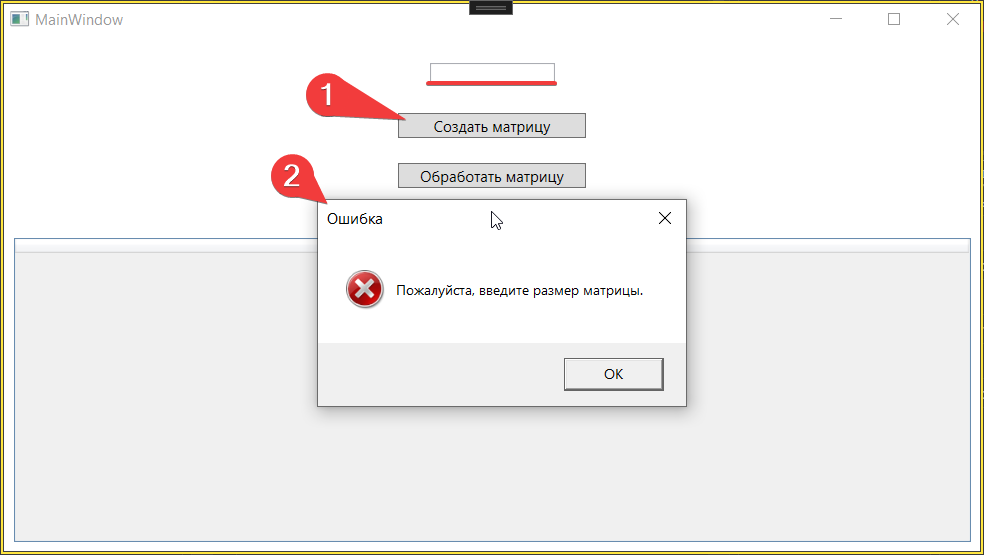 MainWindow
1
Создать матрицу
2
Обработать матрицу
Ошибка
Пожалуйста, введите размер матрицы.
OK